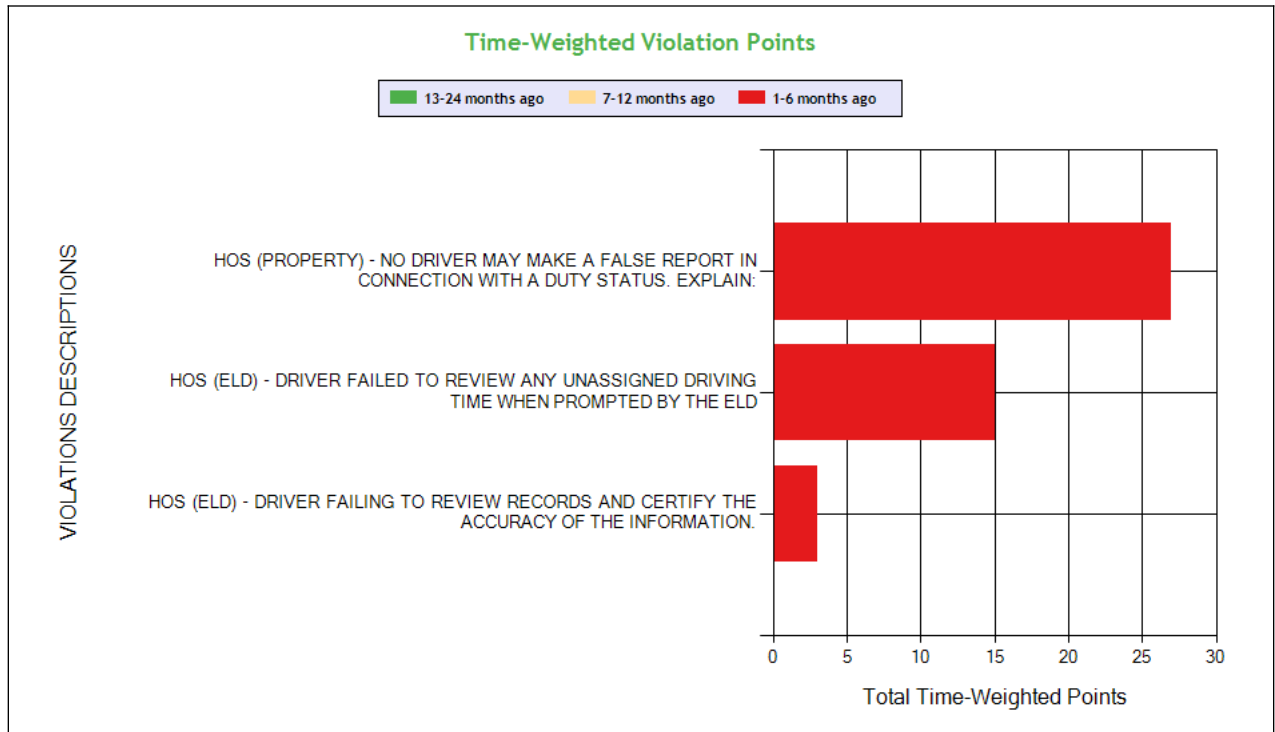 Time-Weighted Violation Points
13-24 months ago 7-12 months ago 1-6 months ago
VIOLATIONS DESCRIPTIONS
HOS (PROPERTY) - NO DRIVER MAY MAKE A FALSE REPORT IN
CONNECTION WITH A DUTY STATUS. EXPLAIN:
HOS (ELD) - DRIVER FAILED TO REVIEW ANY UNASSIGNED DRIVING
TIME WHEN PROMPTED BY THE ELD
HOS (ELD) - DRIVER FAILING TO REVIEW RECORDS AND CERTIFY THE
ACCURACY OF THE INFORMATION.
0 5 10 15 20 25 30
Total Time-Weighted Points